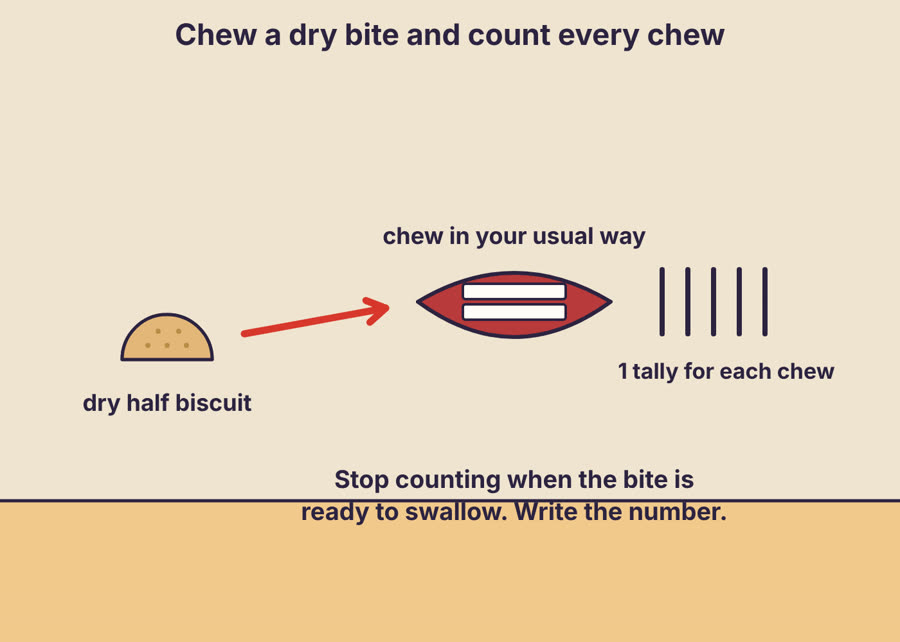 Chew a dry bite and count every chew
chew in your usual way
1 tally for each chew
dry half biscuit
Stop counting when the bite is
ready to swallow. Write the number.